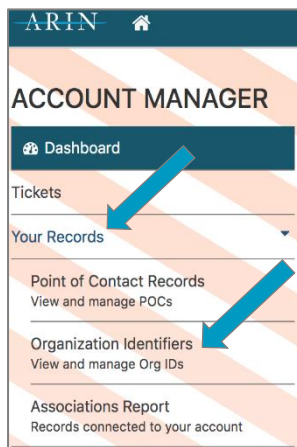 ARIN
ACCOUNT MANAGER
Dashboard
Tickets
Your Records
Point of Contact Records
View and manage POCs
Organization Identifiers
View and manage Org IDs
Associations Report
Records connected to your account